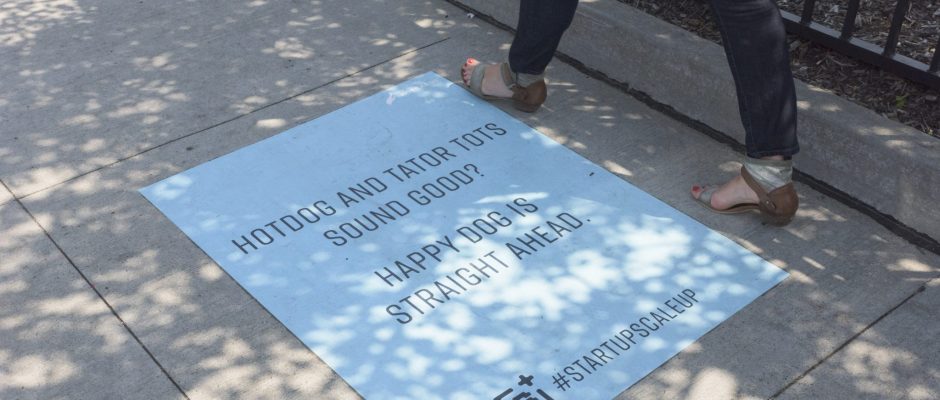 HOTDOG AND TATOR TOTS
SOUND GOOD?
HAPPY DOG IS
STRAIGHT AHEAD.
#STARTUPSCALEUP